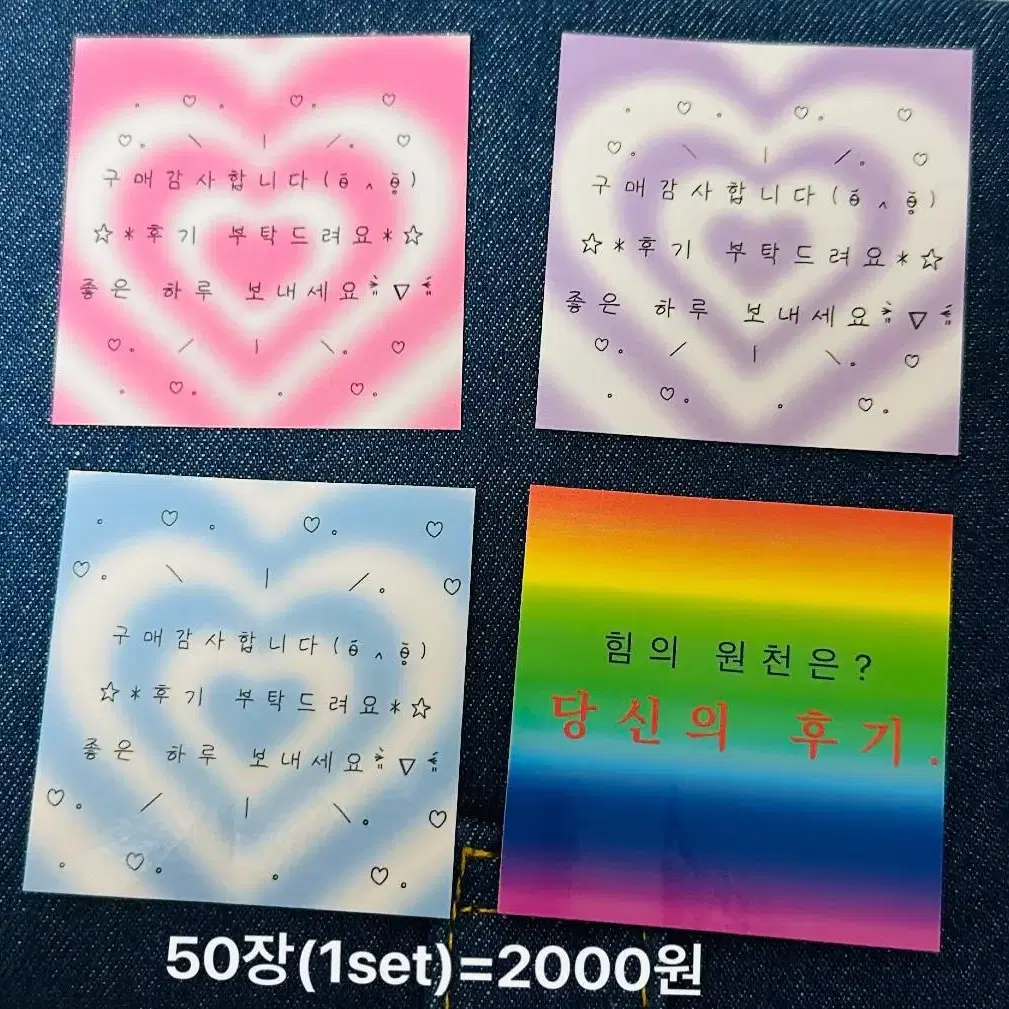 구매감사합니다(ő ^ ő̤)
☆*후기 부탁드려요*☆
좋은 하루 보내세요 ▽
구매감사합니다(ő ^ ő̤)
☆*후기 부탁드려요*☆
좋은 하루 보내세요 ▽
구매감사합니다(ő ^ ő̤)
☆*후기 부탁드려요*☆
좋은 하루 보내세요 ▽
힘의 원천은?
당신의 후기.
50장(1set)=2000원